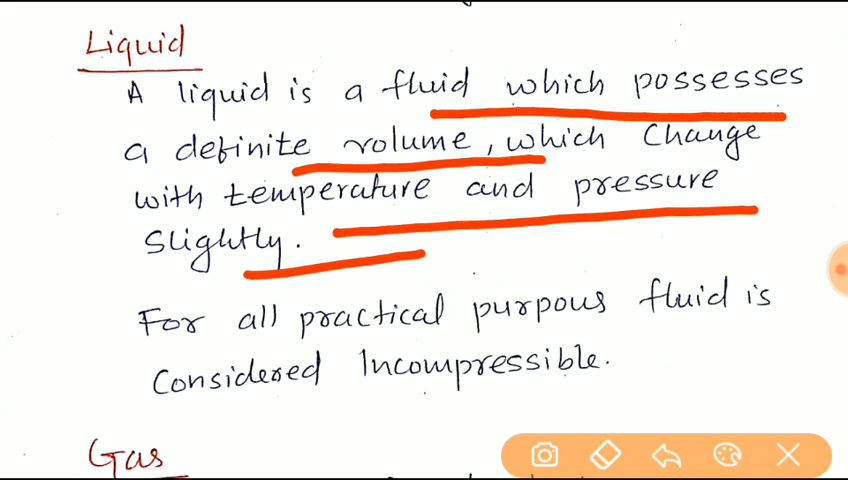 Liquid
A liquid is a fluid which possesses
a definite volume, which Change
with temperature and pressure
Slightly.
For all practical purpous fluid is
Considered Incompressible.
Gas